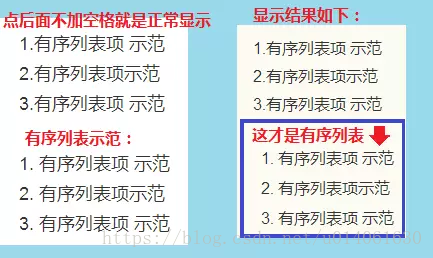 点后面不加空格就是正常显示
1.有序列表项 示范
2.有序列表项示范
3.有序列表项 示范
有序列表示范：
1. 有序列表项 示范
2. 有序列表项示范
3. 有序列表项 示范
显示结果如下：
1.有序列表项 示范
2.有序列表项示范
3.有序列表项 示范
这才是有序列表
1. 有序列表项 示范
2. 有序列表项示范
3. 有序列表项 示范